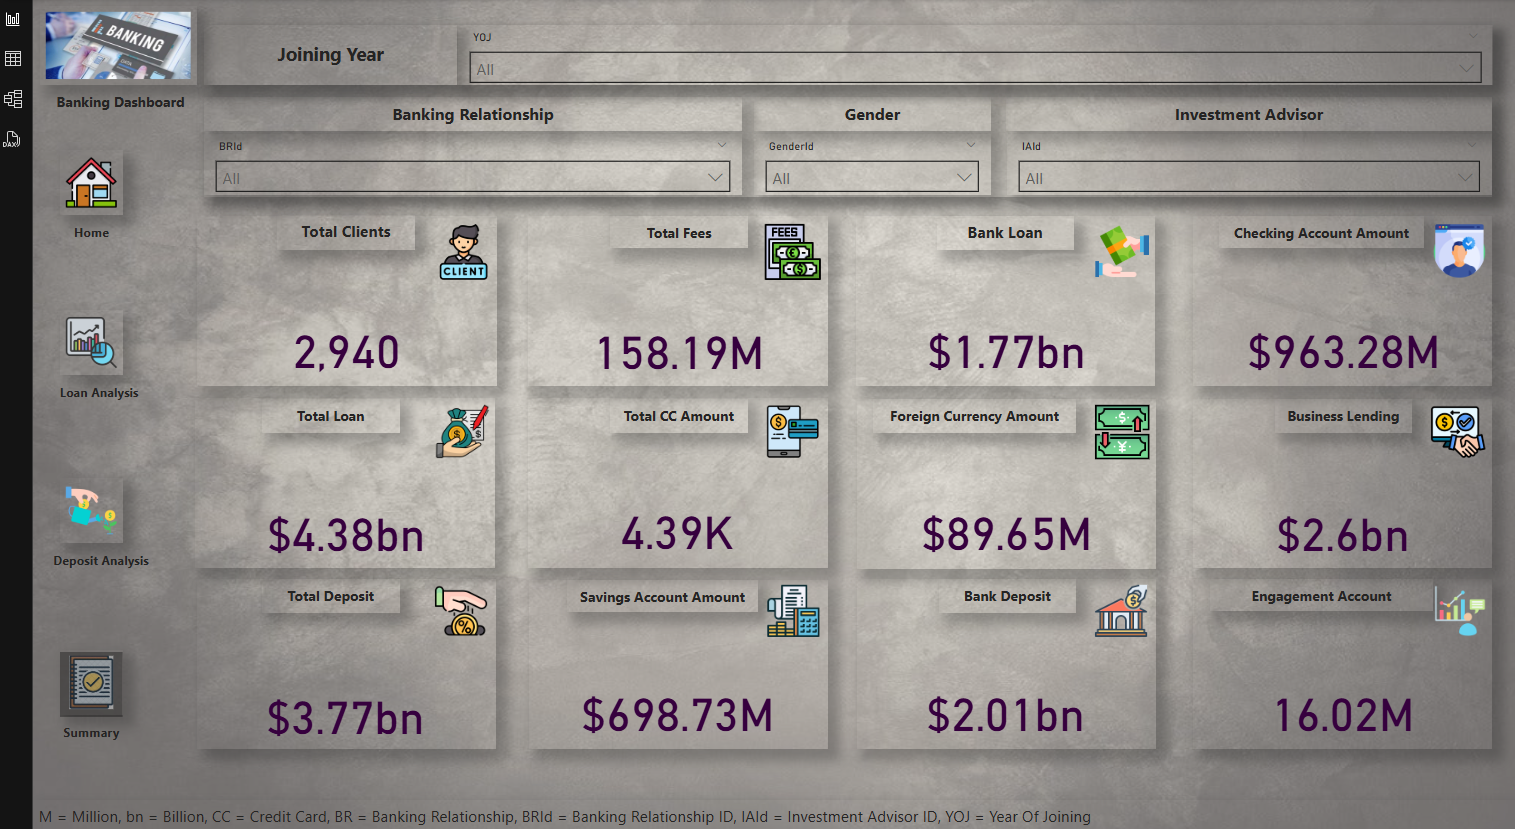 BANKING
DATA
Banking Dashboard
Joining Year
YOJ
All
Banking Relationship
BRId
All
Gender
GenderId
All
Investment Advisor
IAId
All
DAX
Home
Loan Analysis
Deposit Analysis
Summary
Total Clients
CLIENT
2,940
Total Fees
FEES
158.19M
Bank Loan
$1.77bn
Checking Account Amount
$963.28M
Total Loan
$4.38bn
Total CC Amount
4.39K
Foreign Currency Amount
$89.65M
Business Lending
$2.6bn
Total Deposit
$3.77bn
Savings Account Amount
$698.73M
Bank Deposit
$2.01bn
Engagement Account
16.02M
M = Million, bn = Billion, CC = Credit Card, BR = Banking Relationship, BRId = Banking Relationship ID, IAId = Investment Advisor ID, YOJ = Year Of Joining